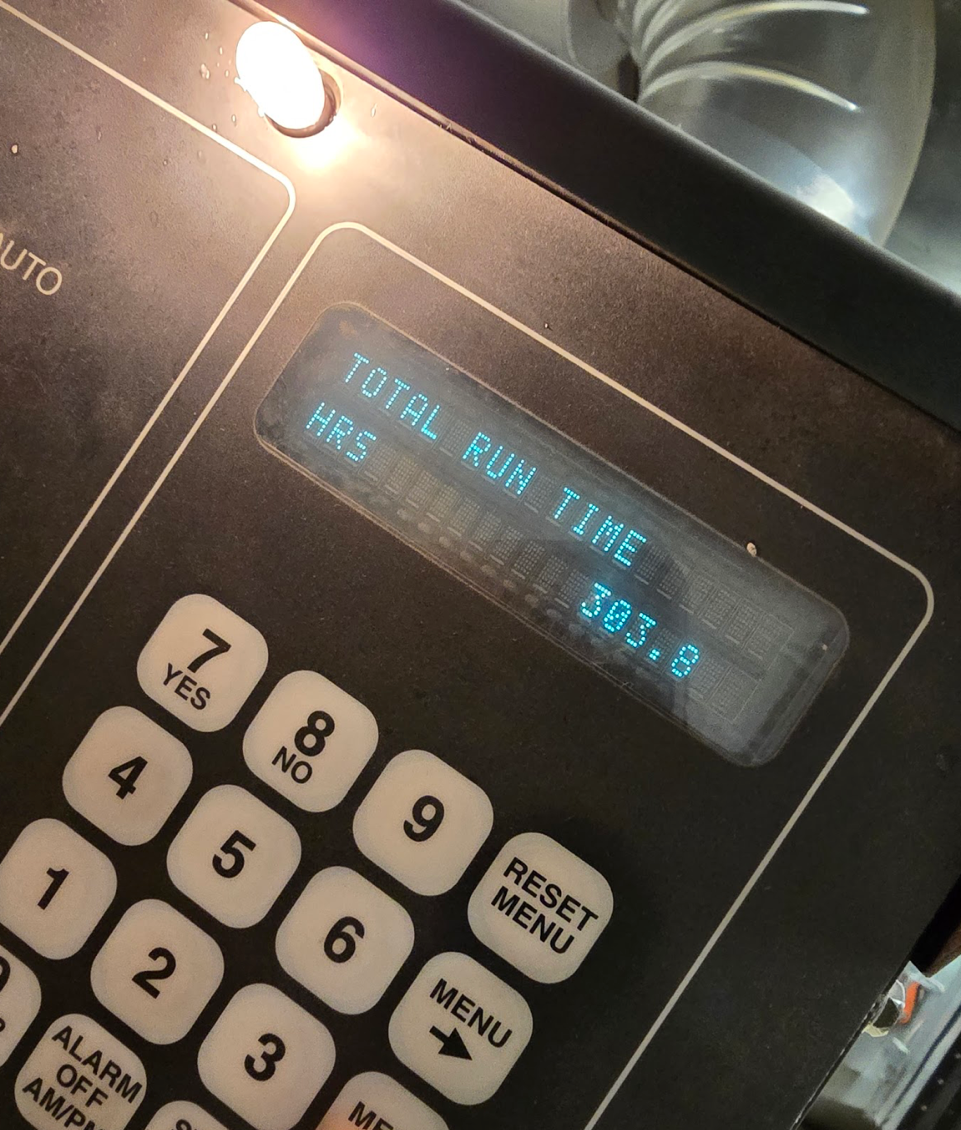 AUTO
TOTAL RUN TIME
HRS 303.8
7
YES
8
NO
9
RESET
MENU
4
5
6
MENU
1
2
3
ALARM
OFF